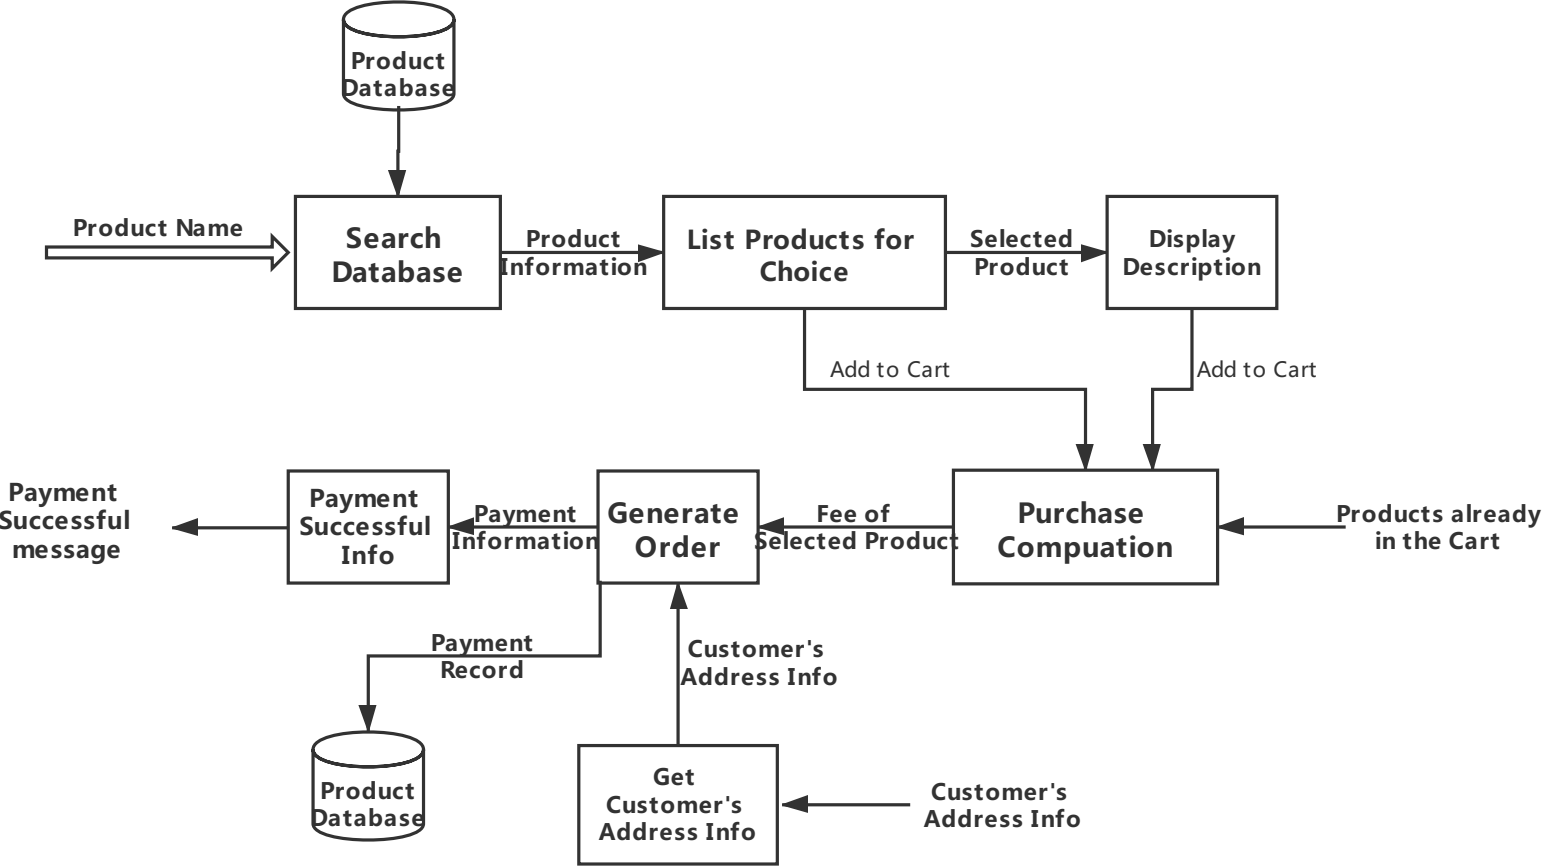 Product
Database
Product Name
Search
Database
Product
Information
List Products for
Choice
Selected
Product
Display
Description
Add to Cart
Add to Cart
Payment
Successful
message
Payment
Successful
Info
Payment
Information
Generate
Order
Fee of
Selected Product
Purchase
Compuation
Products already
in the Cart
Payment
Record
Customer's
Address Info
Product
Database
Get
Customer's
Address Info
Customer's
Address Info